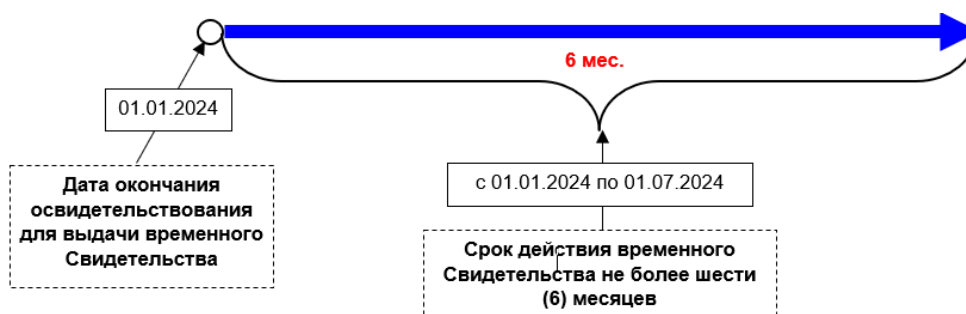 6 мес.
01.01.2024
с 01.01.2024 по 01.07.2024
Дата окончания
освидетельствования
для выдачи временного
Свидетельства
Срок действия временного
Свидетельства не более шести
(6) месяцев